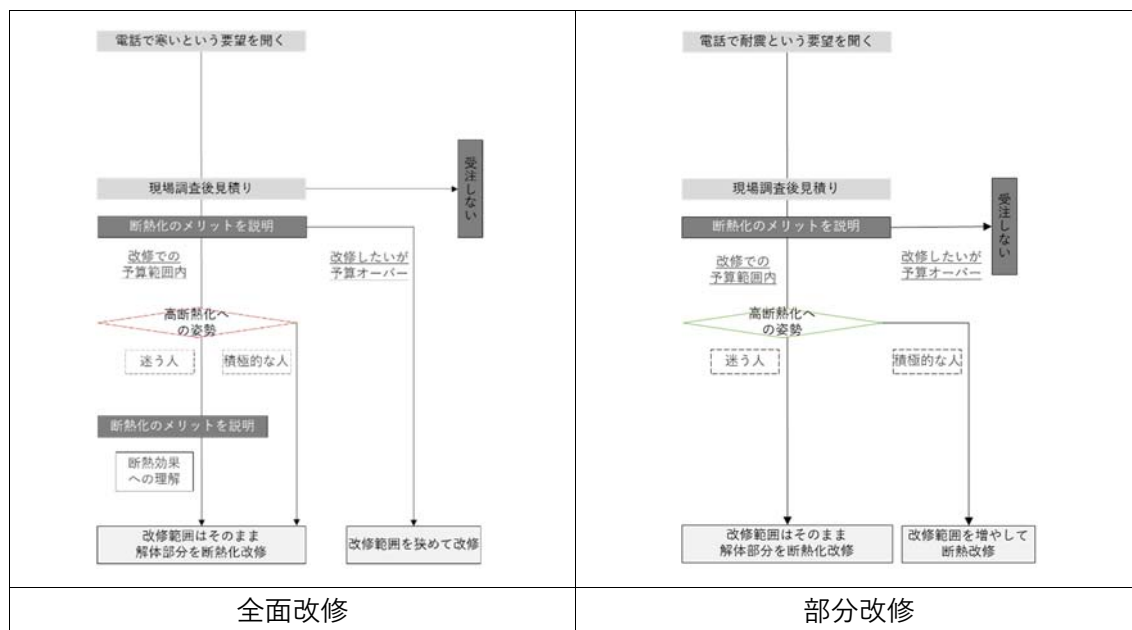 電話で寒いという要望を聞く
現場調査後見積り
受注しない
断熱化のメリットを説明
改修での
予算範囲内
改修したいが
予算オーバー
高断熱化へ
の姿勢
迷う人
積極的な人
断熱化のメリットを説明
断熱効果
への理解
改修範囲はそのまま
解体部分を断熱化改修
改修範囲を狭めて改修
全面改修
電話で耐震という要望を聞く
現場調査後見積り
受注しない
断熱化のメリットを説明
改修での
予算範囲内
改修したいが
予算オーバー
高断熱化へ
の姿勢
迷う人
積極的な人
改修範囲はそのまま
解体部分を断熱化改修
改修範囲を増やして
断熱改修
部分改修